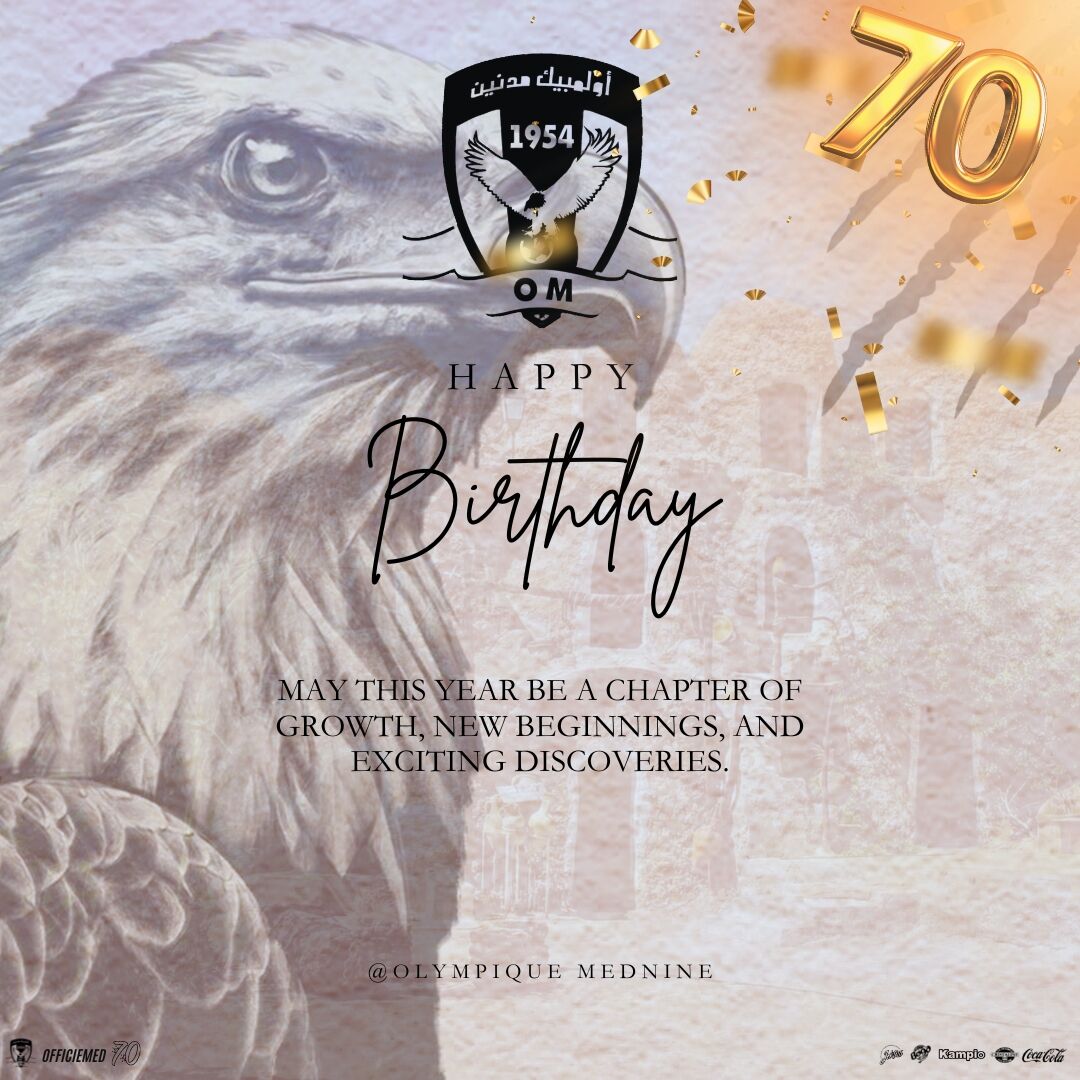 70
أولمبيك مدنين
1954
OM
HAPPY
Birthday
MAY THIS YEAR BE A CHAPTER OF
GROWTH, NEW BEGINNINGS, AND
EXCITING DISCOVERIES.
@OLYMPIQUE MEDNINE
OFFICIEMED 70
Kampio
Coca-Cola